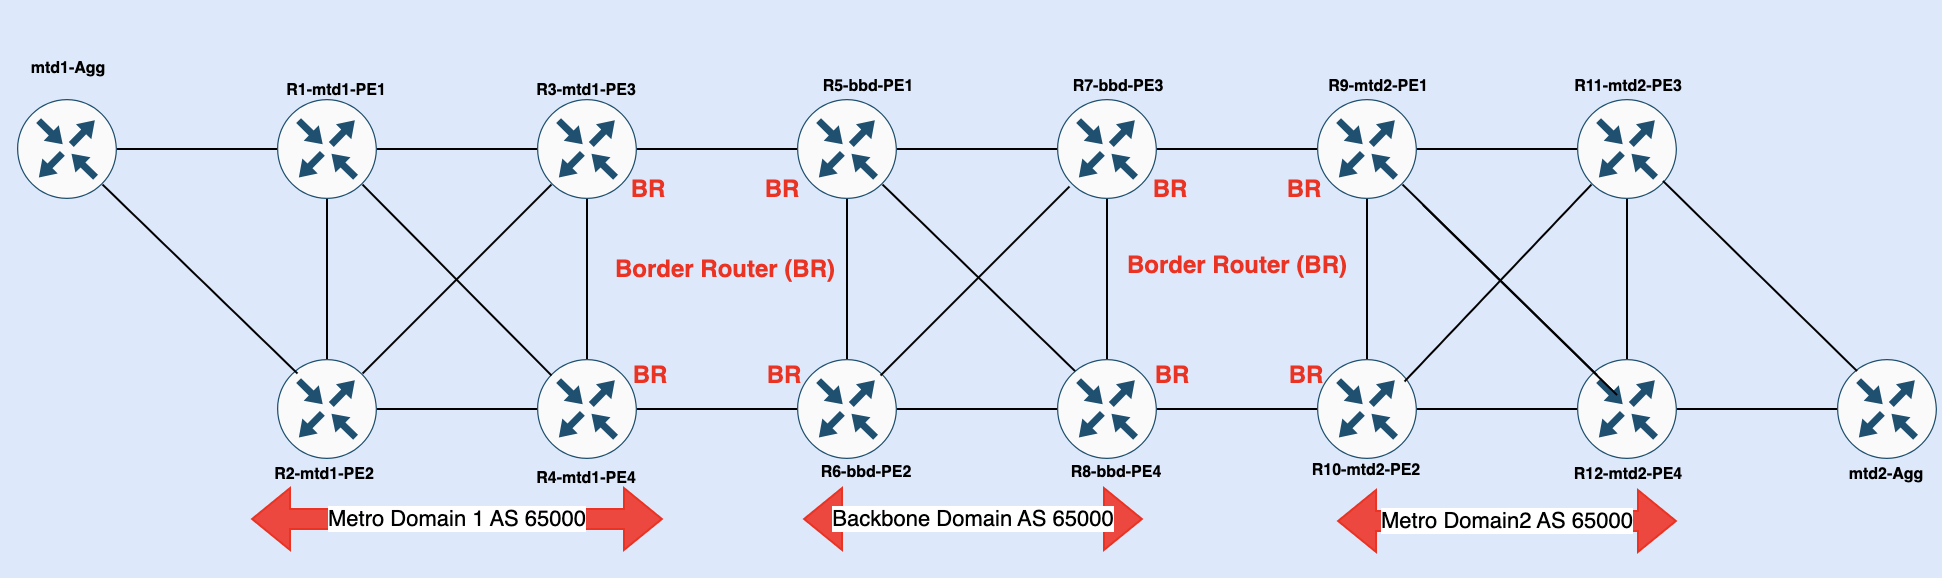 mtd1-Agg
R1-mtd1-PE1
R3-mtd1-PE3
R5-bbd-PE1
R7-bbd-PE3
R9-mtd2-PE1
R11-mtd2-PE3
BR
BR
BR
BR
Border Router (BR)
Border Router (BR)
BR
BR
BR
BR
R2-mtd1-PE2
R4-mtd1-PE4
R6-bbd-PE2
R8-bbd-PE4
R10-mtd2-PE2
R12-mtd2-PE4
mtd2-Agg
Metro Domain 1 AS 65000
Backbone Domain AS 65000
Metro Domain2 AS 65000